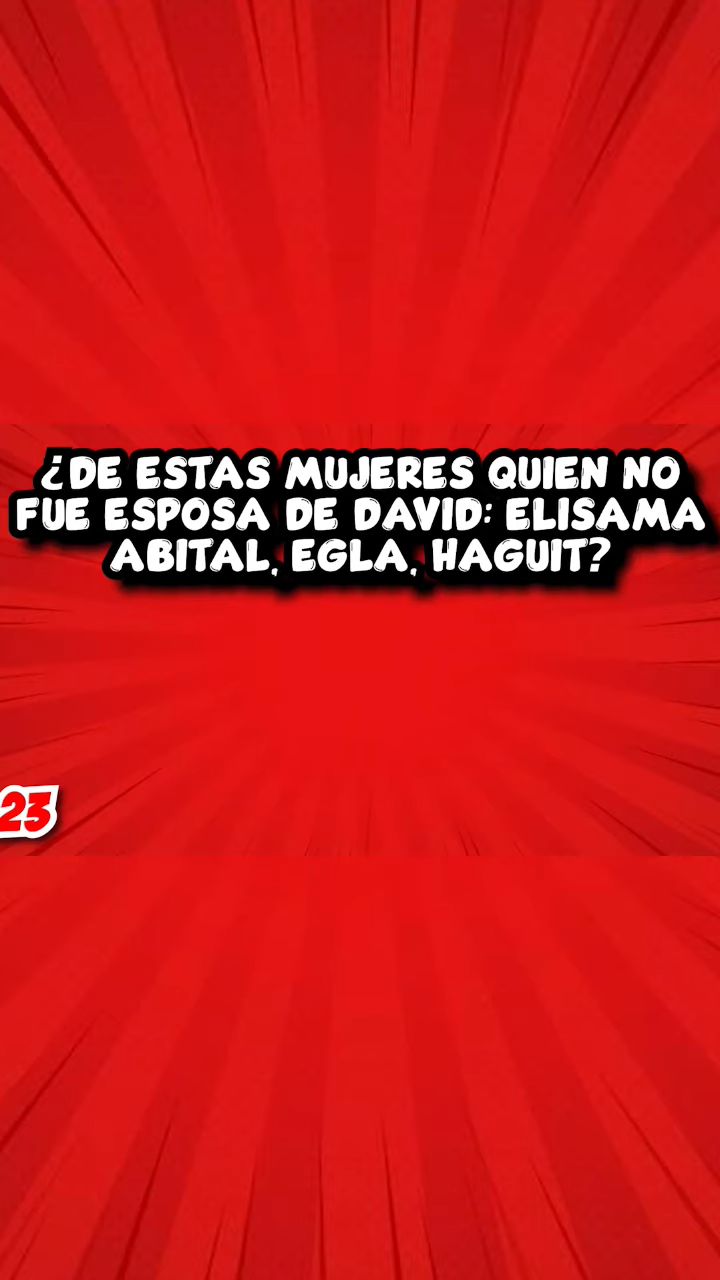 ¿DE ESTAS MUJERES QUIEN NO
FUE ESPOSA DE DAVID: ELISAMA
ABITAL, EGLA, HAGUIT?
23